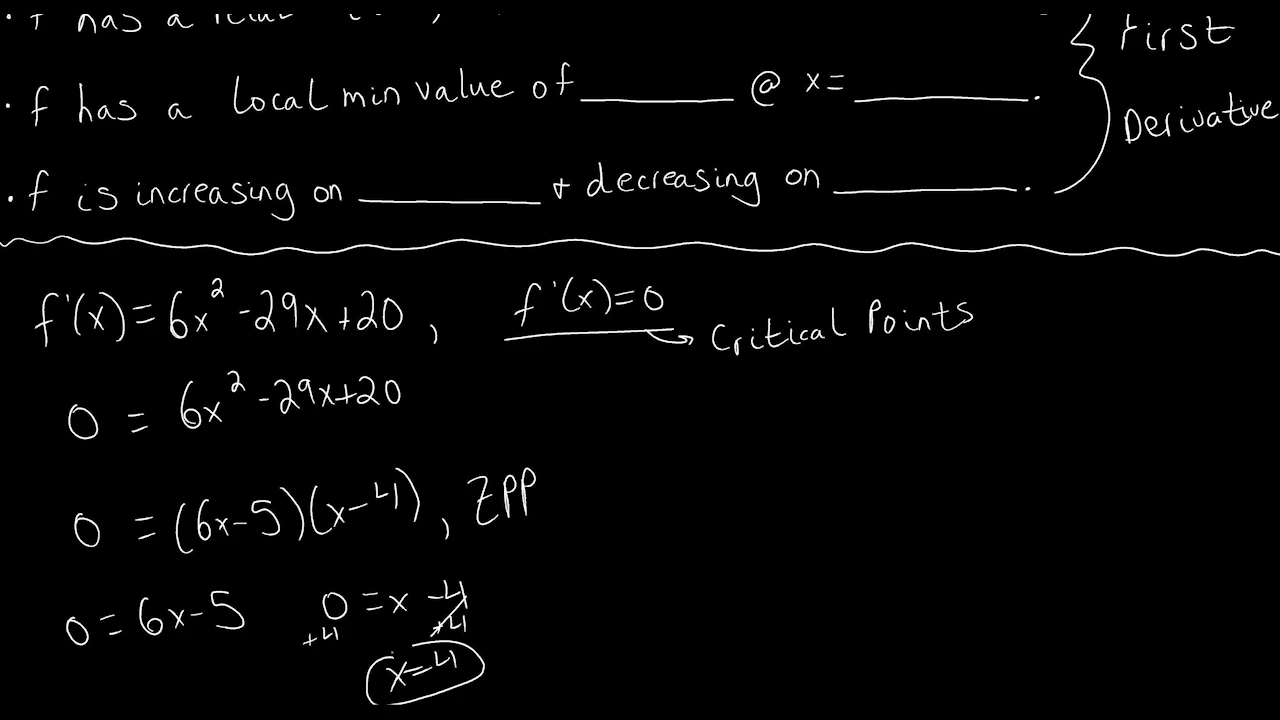 . f has a
. f has a local min value of ______ @ x= ______.
. f is increasing on ______ + decreasing on ______.
First
Derivative
f'(x) = 6x² - 29x + 20 , f'(x) = 0 → Critical Points
0 = 6x² - 29x + 20
0 = (6x - 5)(x - 4) , ZPP
0 = 6x - 5 0 = x - 4
+4 +4
x = 4